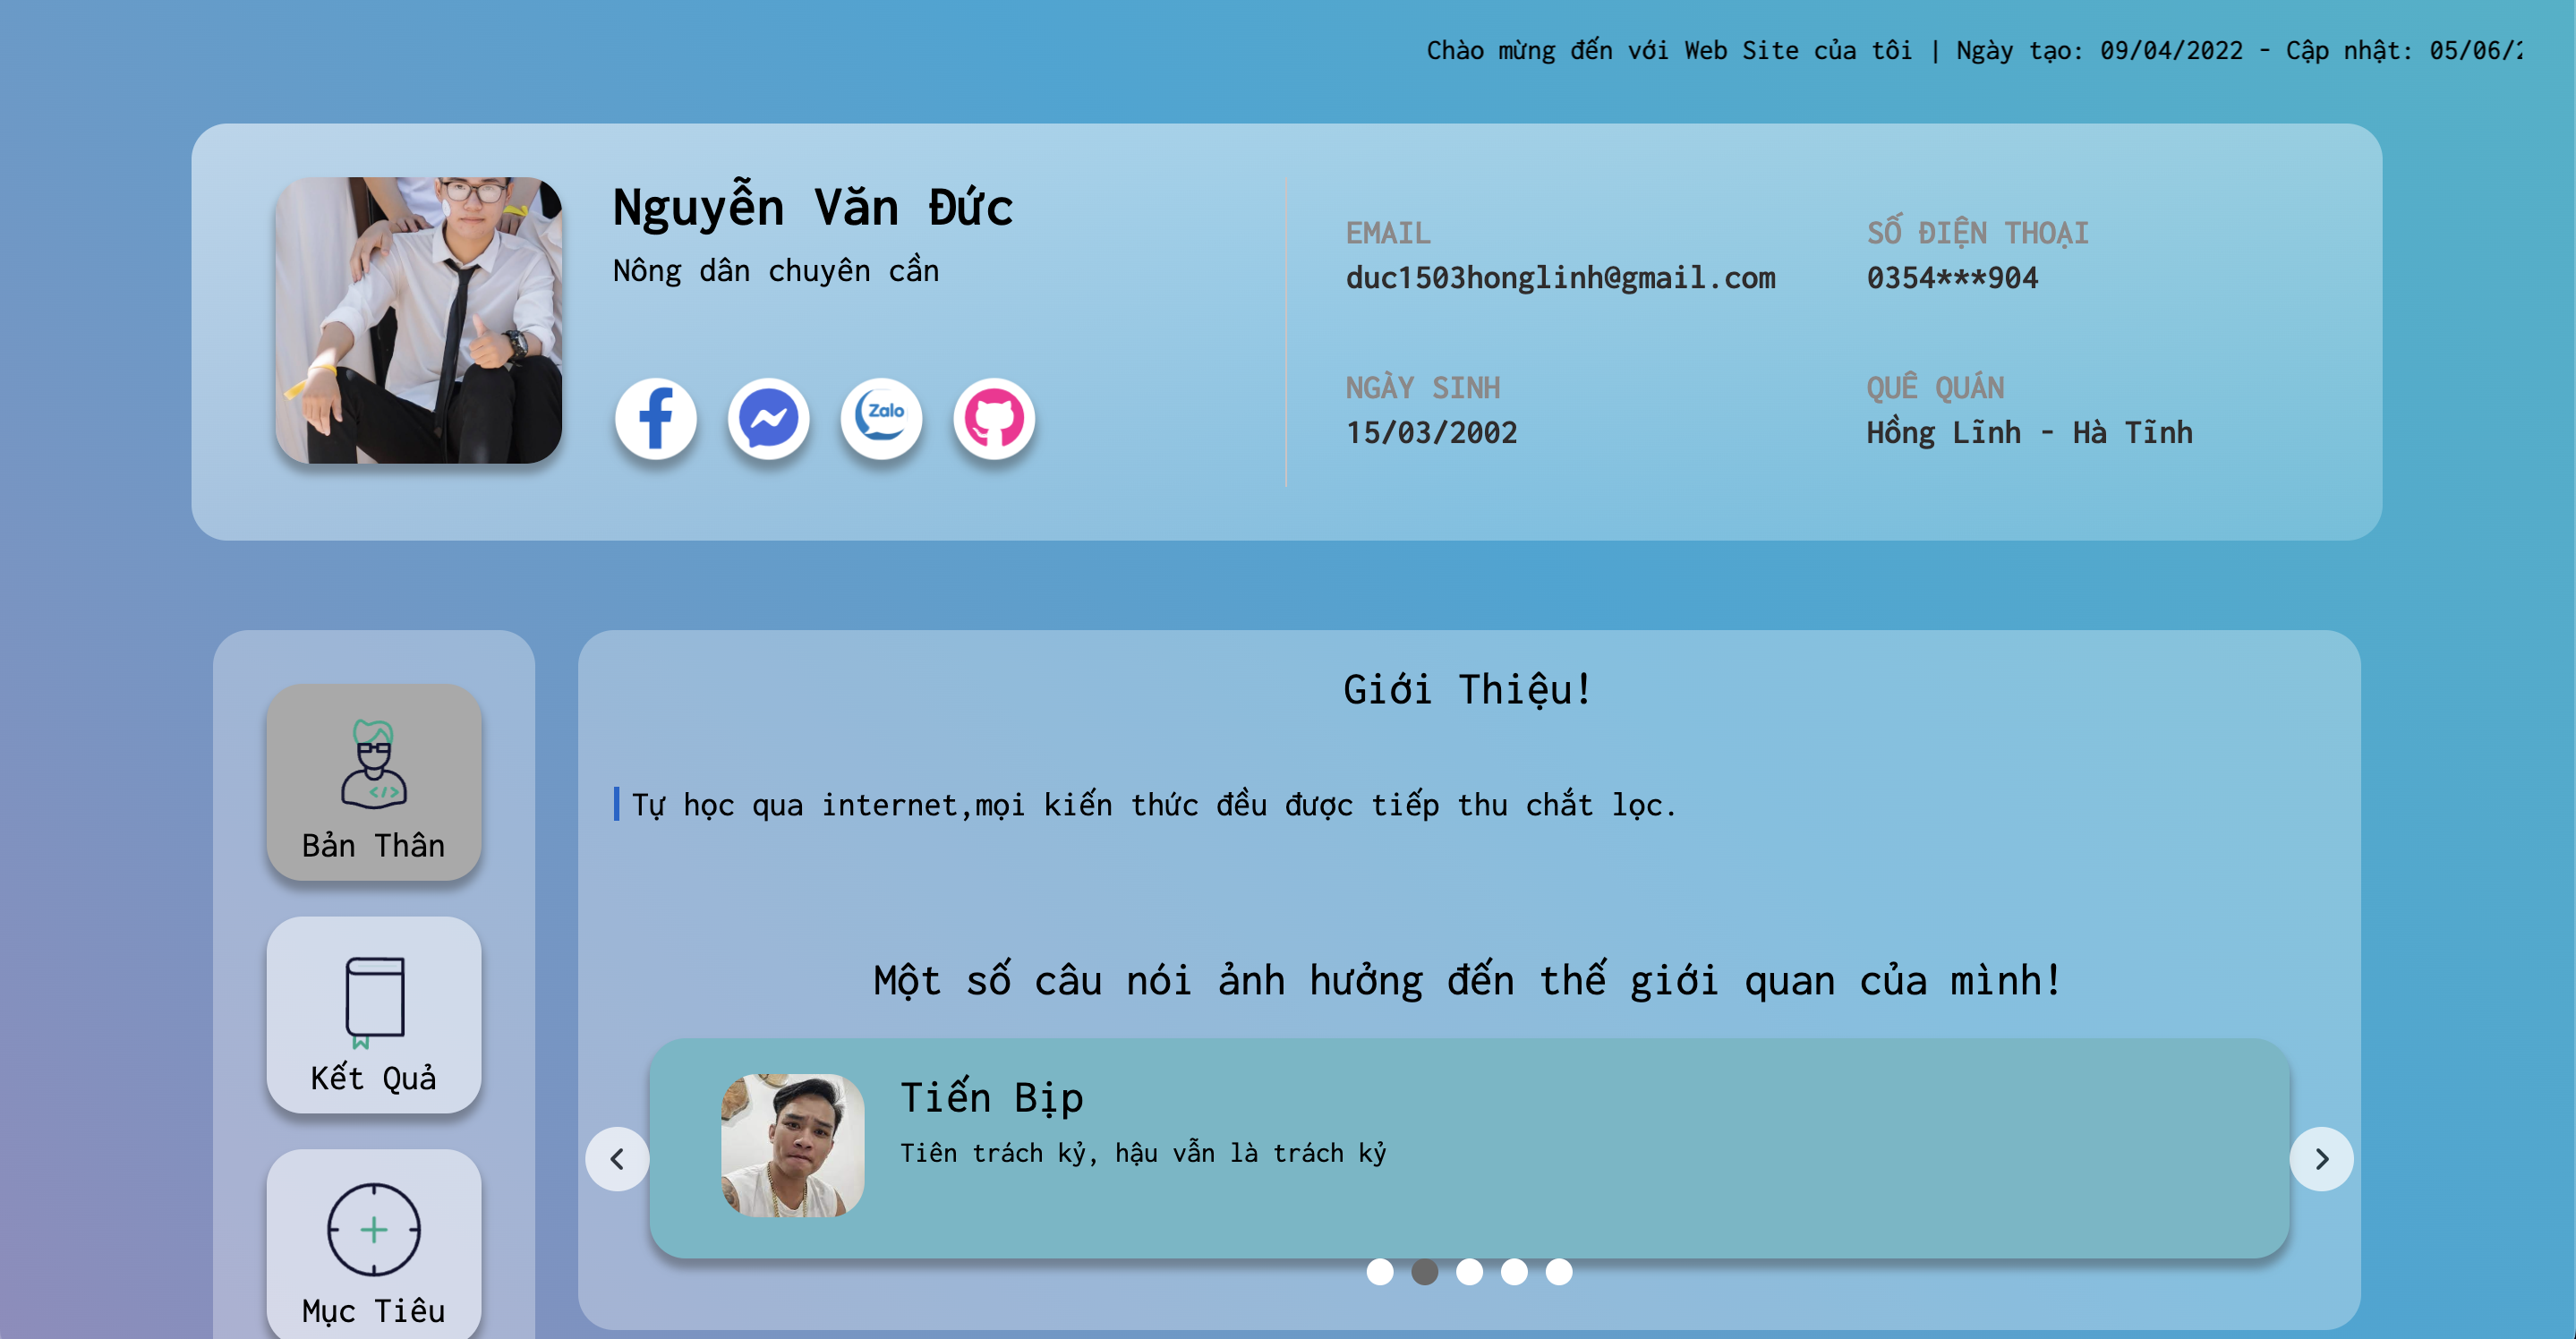 Chào mừng đến với Web Site của tôi | Ngày tạo: 09/04/2022 - Cập nhật: 05/06/
Nguyễn Văn Đức
Nông dân chuyên cần
Zalo
EMAIL
duc1503honglinh@gmail.com
SỐ ĐIỆN THOẠI
0354***904
NGÀY SINH
15/03/2002
QUÊ QUÁN
Hồng Lĩnh - Hà Tĩnh
Bản Thân
Kết Quả
Mục Tiêu
Giới Thiệu!
Tự học qua internet,mọi kiến thức đều được tiếp thu chắt lọc.
Một số câu nói ảnh hưởng đến thế giới quan của mình!
Tiến Bịp
Tiên trách kỷ, hậu vẫn là trách kỷ